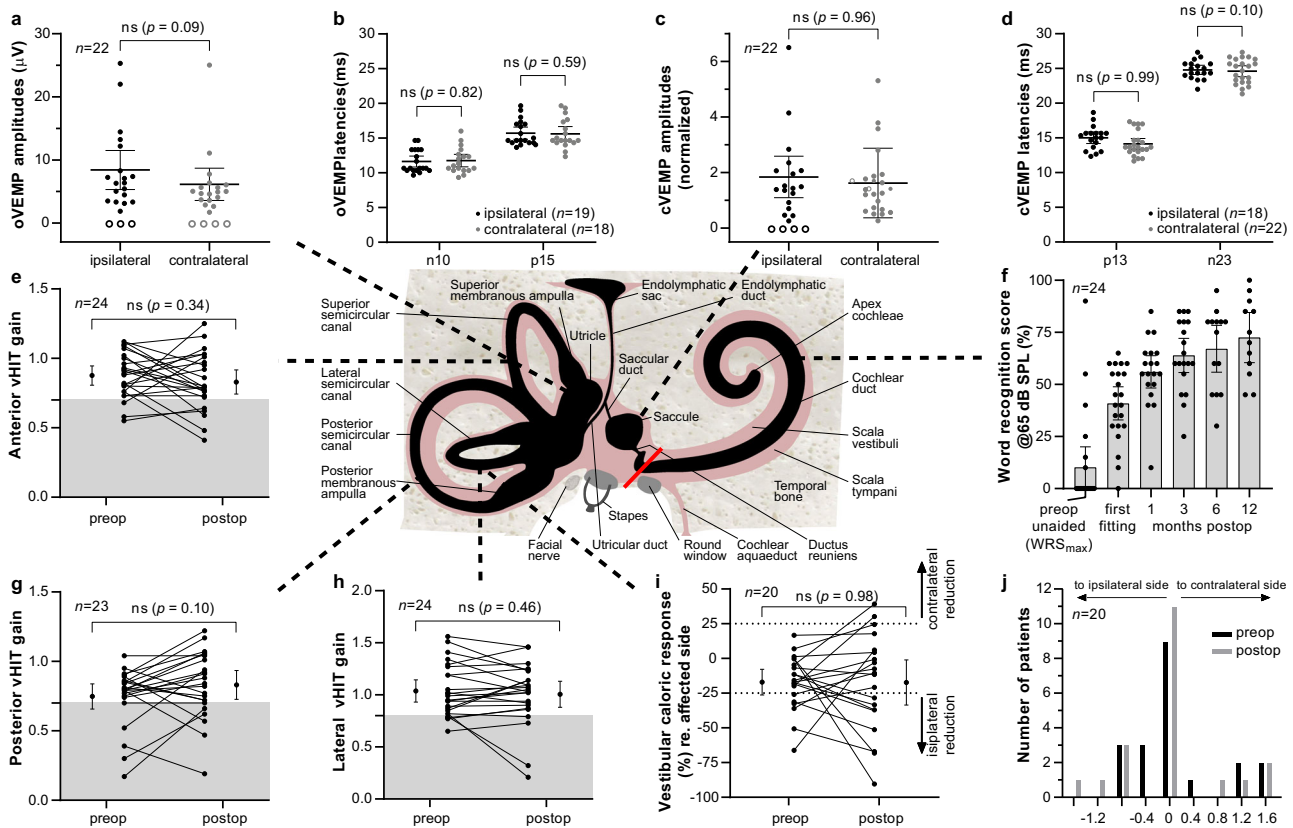 a
ns (p = 0.09)
n=22
oVEMP amplitudes (µV)
30
20
10
0
ipsilateral
contralateral
b
ns (p = 0.59)
ns (p = 0.82)
oVEMPlatencies(ms)
30
25
20
15
10
5
0
ipsilateral (n=19)
contralateral (n=18)
n10
p15
c
ns (p = 0.96)
n=22
cVEMP amplitudes
(normalized)
6
4
2
0
ipsilateral
contralateral
d
ns (p = 0.10)
ns (p = 0.99)
cVEMP latencies (ms)
30
25
20
15
10
5
0
ipsilateral (n=18)
contralateral (n=22)
p13
n23
e
n=24
ns (p = 0.34)
Anterior vHIT gain
1.5
1.0
0.5
0.0
preop
postop
Superior
membranous ampulla
Superior
semicircular
canal
Lateral
semicircular
canal
Posterior
semicircular
canal
Posterior
membranous
ampulla
Endolymphatic
sac
Endolymphatic
duct
Utricle
Saccular
duct
Saccule
Apex
cochleae
Cochlear
duct
Scala
vestibuli
Scala
tympani
Temporal
bone
Facial
nerve
Stapes
Utricular duct
Round
window
Cochlear
aquaeduct
Ductus
reuniens
f
n=24
Word recognition score
@65 dB SPL (%)
100
75
50
25
0
preop
unaided
(WRSmax)
first
fitting
1
3
6
12
months postop
g
n=23
ns (p = 0.10)
Posterior vHIT gain
1.5
1.0
0.5
0.0
preop
postop
h
n=24
ns (p = 0.46)
Lateral vHIT gain
2.0
1.5
1.0
0.5
0.0
preop
postop
i
n=20
ns (p = 0.98)
Vestibular caloric response
(%) re. affected side
50
25
0
-25
-50
-75
-100
preop
postop
contralateral
reduction
isiplateral
reduction
j
to ipsilateral side
to contralateral side
n=20
preop
postop
Number of patients
12
10
8
6
4
2
0
-1.2
-0.4
0
0.4
0.8
1.2
1.6